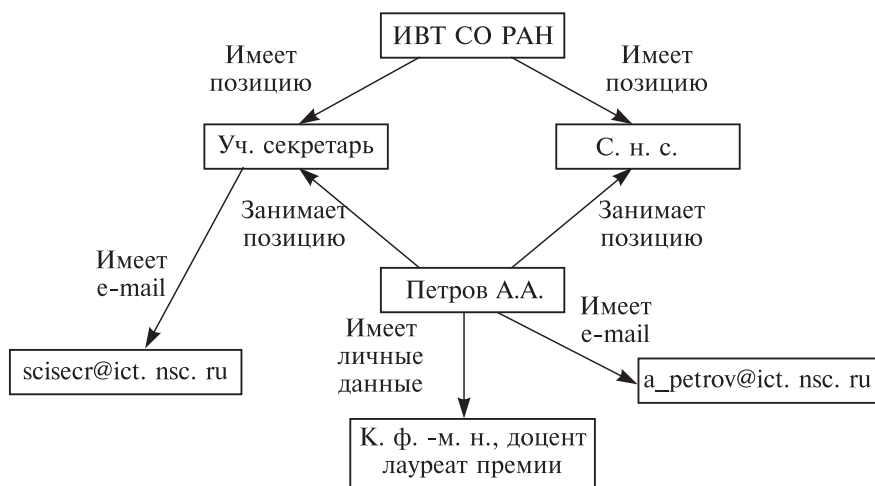 ИВТ СО РАН
Имеет
позицию
Имеет
позицию
Уч. секретарь
С. н. с.
Занимает
позицию
Занимает
позицию
Имеет
e-mail
Петров А.А.
Имеет
личные
данные
Имеет
e-mail
scisecr@ict. nsc. ru
a_petrov@ict. nsc. ru
К. ф. -м. н., доцент
лауреат премии